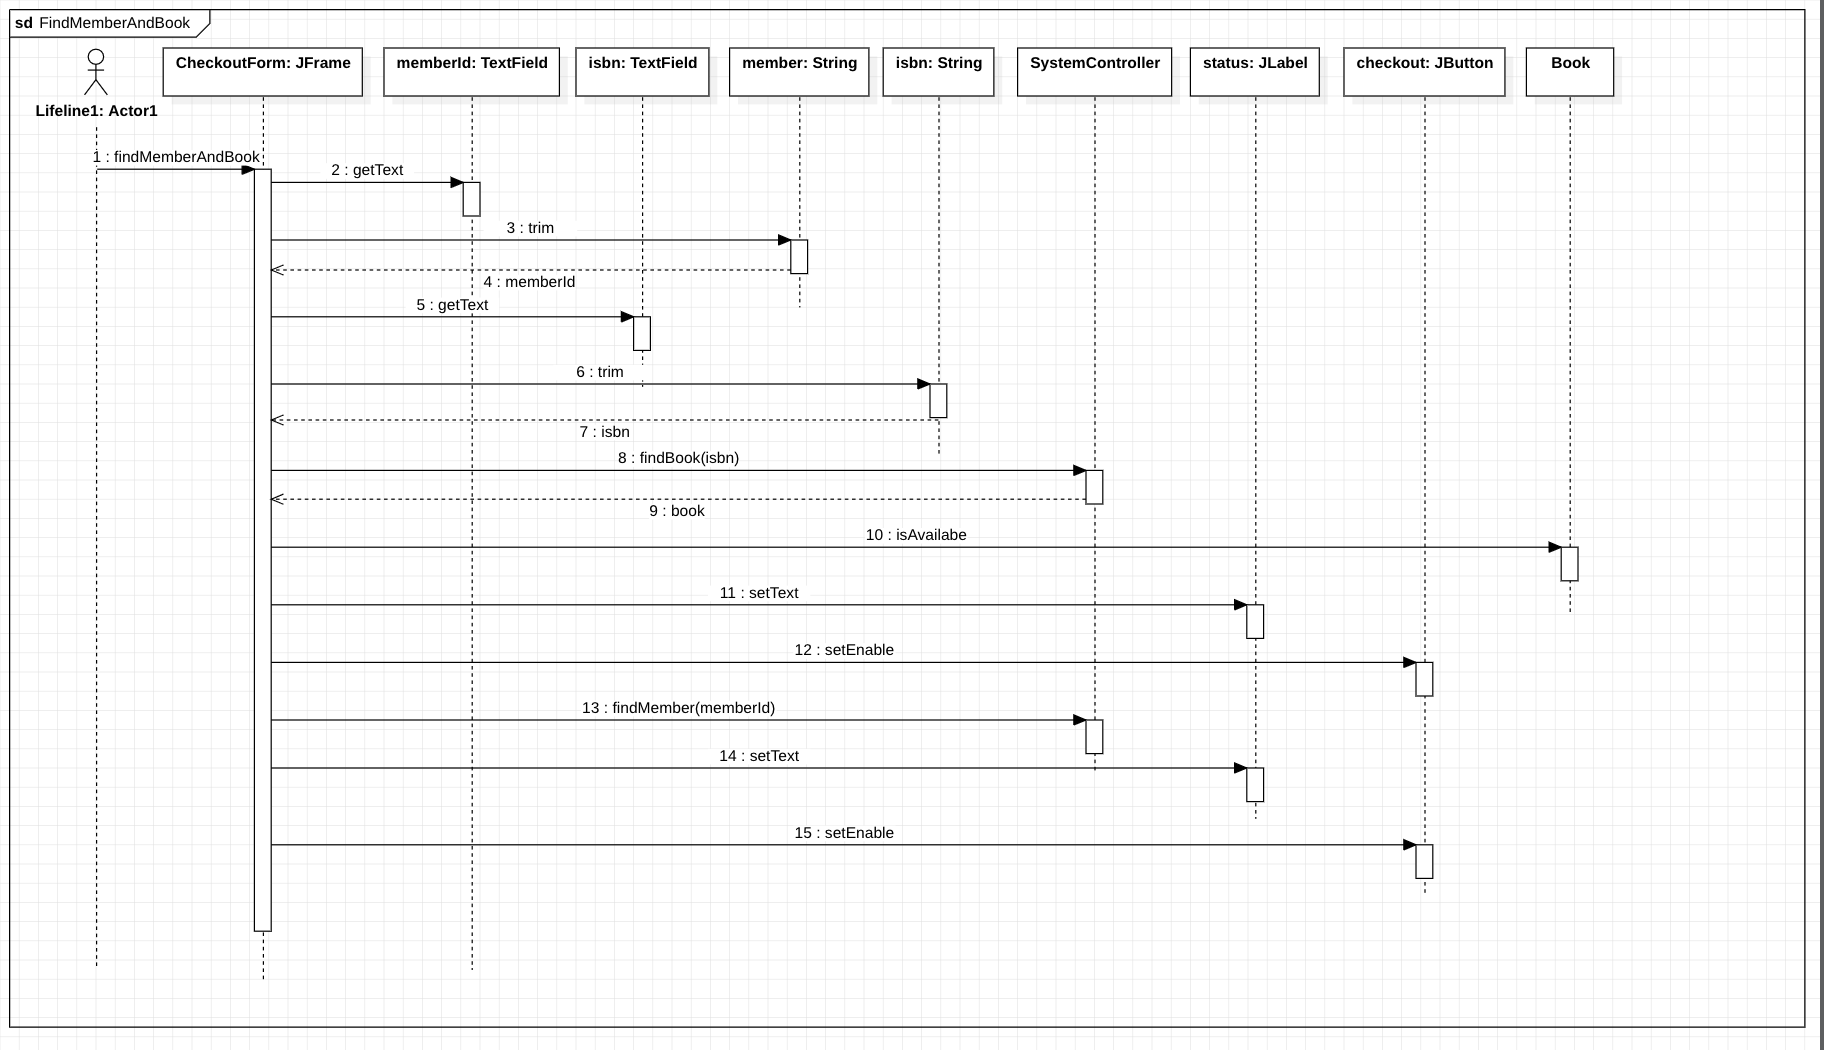 sd FindMemberAndBook
Lifeline1: Actor1
CheckoutForm: JFrame
memberId: TextField
isbn: TextField
member: String
isbn: String
SystemController
status: JLabel
checkout: JButton
Book
1 : findMemberAndBook
2 : getText
3 : trim
4 : memberId
5 : getText
6 : trim
7 : isbn
8 : findBook(isbn)
9 : book
10 : isAvailabe
11 : setText
12 : setEnable
13 : findMember(memberId)
14 : setText
15 : setEnable